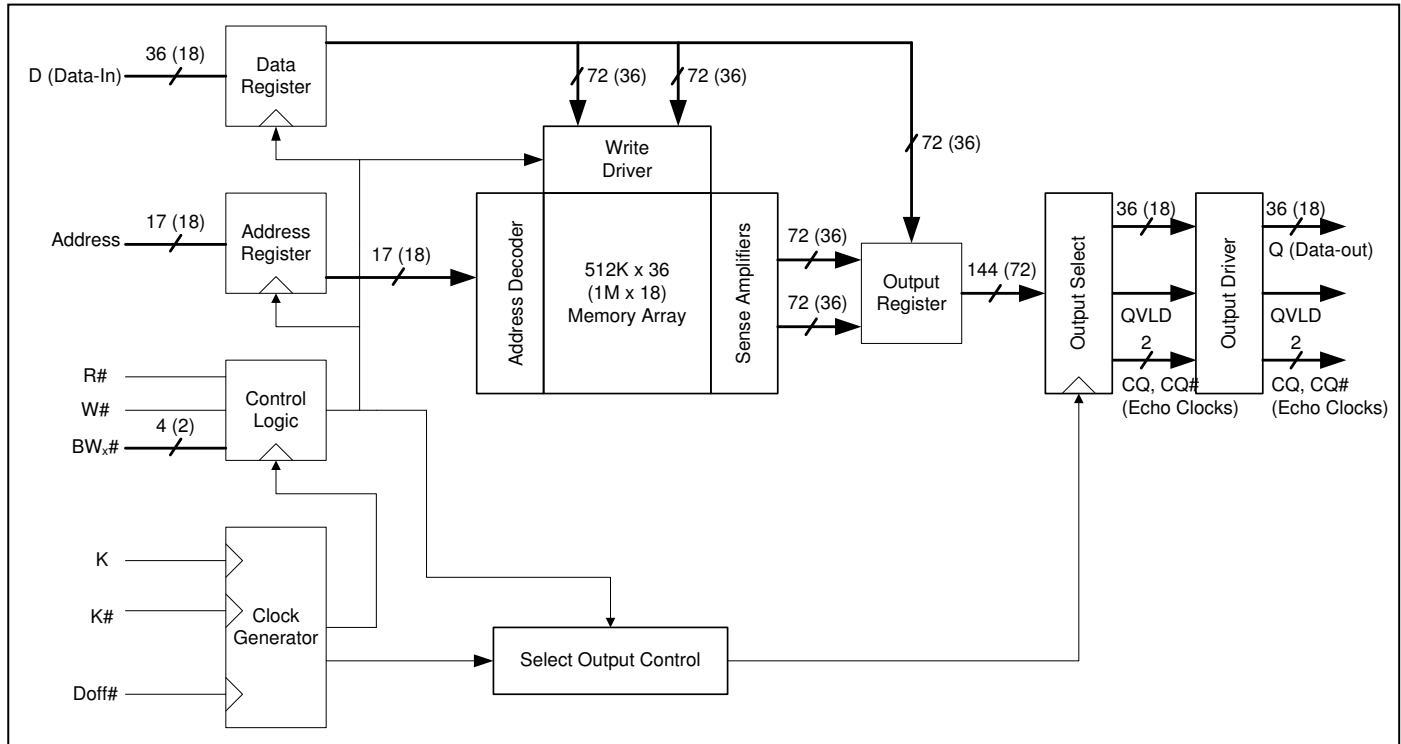 36 (18)
D (Data-In)
Data
Register
72 (36)
72 (36)
72 (36)
Write
Driver
17 (18)
Address
Address
Register
17 (18)
Address Decoder
512K x 36
(1M x 18)
Memory Array
Sense Amplifiers
72 (36)
72 (36)
Output
Register
144 (72)
Output Select
36 (18)
QVLD
2
CQ, CQ#
(Echo Clocks)
Output Driver
36 (18)
Q (Data-out)
QVLD
2
CQ, CQ#
(Echo Clocks)
R#
W#
4 (2)
BWx#
Control
Logic
K
K#
Doff#
Clock
Generator
Select Output Control